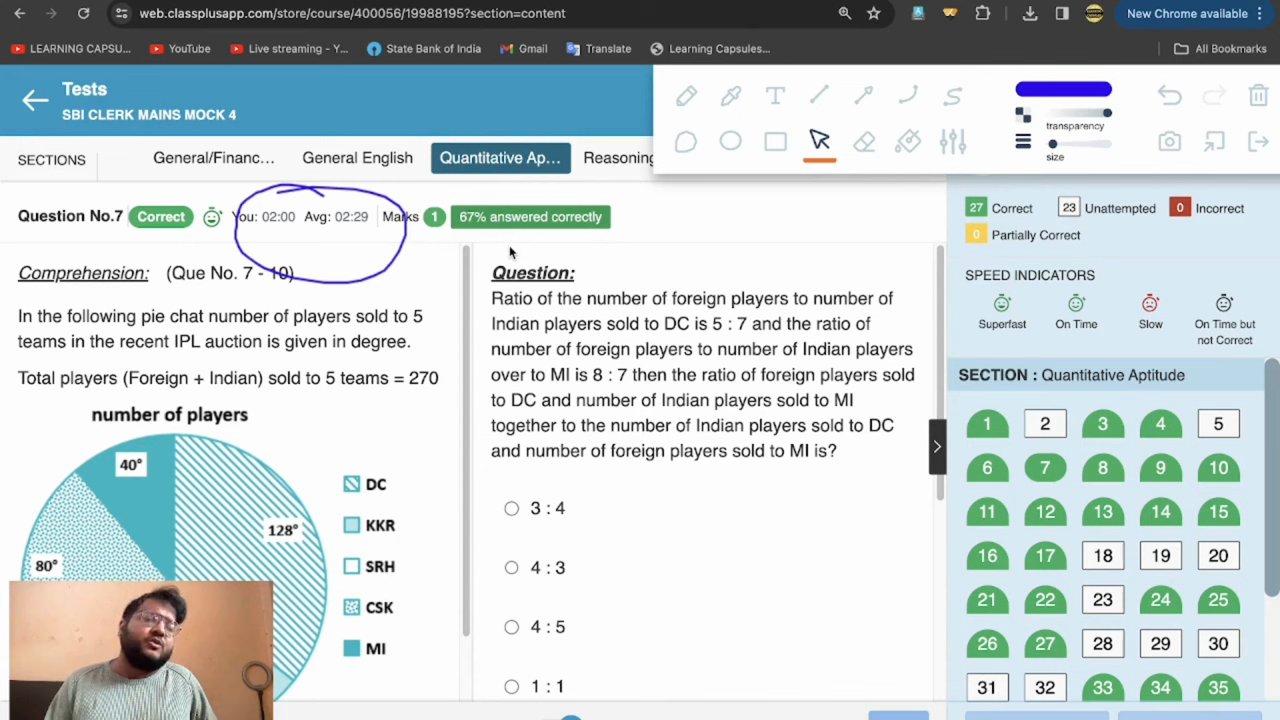 web.classplusapp.com/store/course/400056/19988195?section=content
New Chrome available
LEARNING CAPSU...
YouTube
Live streaming - Y...
State Bank of India
Gmail
Translate
Learning Capsules...
All Bookmarks
Tests
SBI CLERK MAINS MOCK 4
T
transparency
size
SECTIONS
General/Financ...
General English
Quantitative Ap...
Reasoning
Question No.7
Correct
You: 02:00
Avg: 02:29
Marks
1
67% answered correctly
Comprehension: (Que No. 7 - 10)
In the following pie chat number of players sold to 5
teams in the recent IPL auction is given in degree.
Total players (Foreign + Indian) sold to 5 teams = 270
number of players
40°
128°
80°
DC
KKR
SRH
CSK
MI
Question:
Ratio of the number of foreign players to number of
Indian players sold to DC is 5 : 7 and the ratio of
number of foreign players to number of Indian players
over to MI is 8 : 7 then the ratio of foreign players sold
to DC and number of Indian players sold to MI
together to the number of Indian players sold to DC
and number of foreign players sold to MI is?
3 : 4
4 : 3
4 : 5
1 : 1
27 Correct
23 Unattempted
0 Incorrect
0 Partially Correct
SPEED INDICATORS
Superfast
On Time
Slow
On Time but
not Correct
SECTION : Quantitative Aptitude
1 2 3 4 5
6 7 8 9 10
11 12 13 14 15
16 17 18 19 20
21 22 23 24 25
26 27 28 29 30
31 32 33 34 35